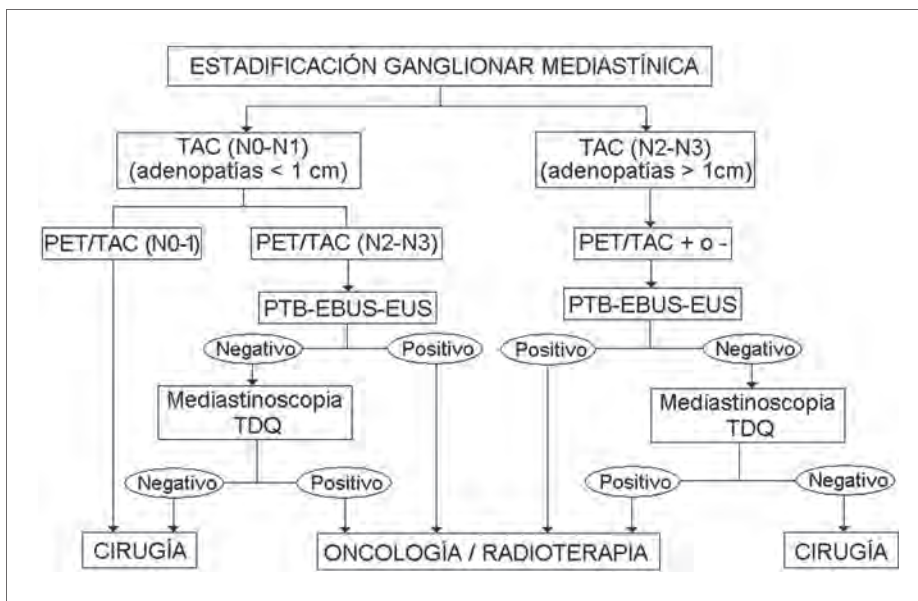 ESTADIFICACIÓN GANGLIONAR MEDIASTÍNICA
TAC (N0-N1)
(adenopatías < 1 cm)
TAC (N2-N3)
(adenopatías > 1cm)
PET/TAC (N0-1)
PET/TAC (N2-N3)
PET/TAC + o -
PTB-EBUS-EUS
PTB-EBUS-EUS
Negativo
Positivo
Positivo
Negativo
Mediastinoscopia
TDQ
Mediastinoscopia
TDQ
Negativo
Positivo
Positivo
Negativo
CIRUGÍA
ONCOLOGÍA / RADIOTERAPIA
CIRUGÍA